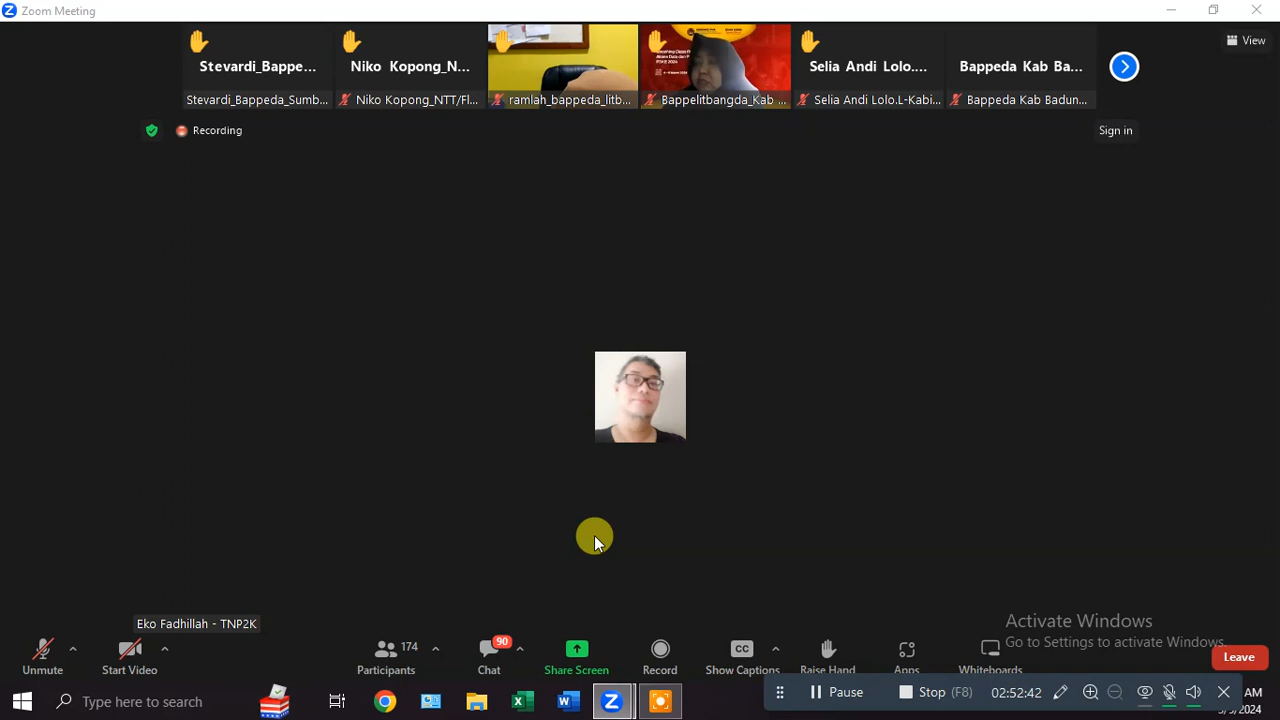 Zoom Meeting
Stevardi_Bappe...
Niko Kopong_N...
Selia Andi Lolo....
Bappeda Kab Ba...
View
Stevardi_Bappeda_Sumb...
Niko Kopong_NTT/Fl...
ramlah_bappeda_litb...
Bappelitbangda_Kab ...
Selia Andi Lolo.L-Kabi...
Bappeda Kab Badun...
Recording
Sign in
Eko Fadhillah - TNP2K
Activate Windows
Go to Settings to activate Windows.
174
90
CC
Unmute
Start Video
Participants
Chat
Share Screen
Record
Show Captions
Raise Hand
Apps
Whiteboards
Leave
Type here to search
Pause
Stop (F8)
02:52:42
AM